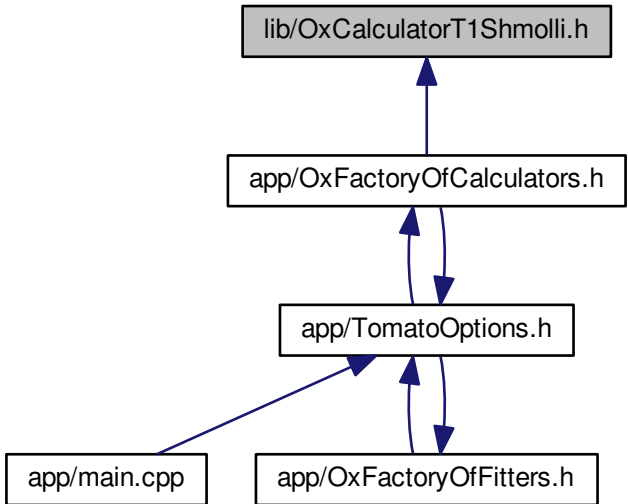 lib/OxCalculatorT1Shmolli.h
app/OxFactoryOfCalculators.h
app/TomatoOptions.h
app/main.cpp
app/OxFactoryOfFitters.h